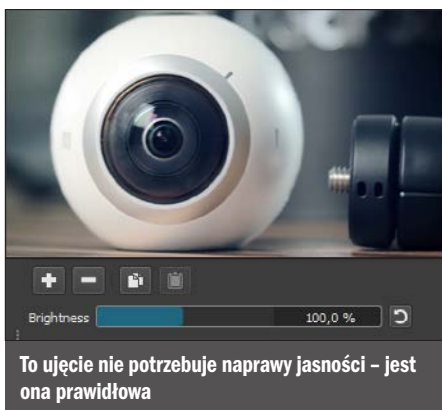 Brightness 100,0 %
To ujęcie nie potrzebuje naprawy jasności – jest
ona prawidłowa